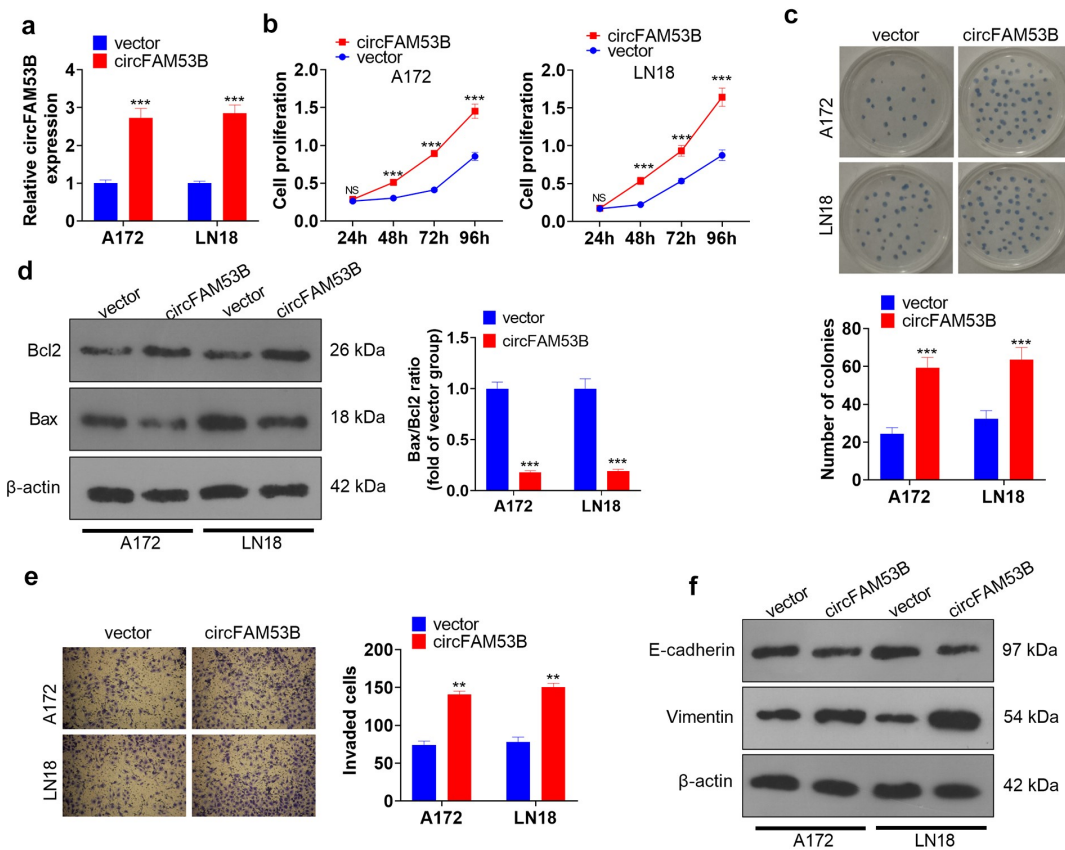 a
vector
circFAM53B
Relative circFAM53B
expression
4
3
2
1
0
***
***
A172
LN18
b
circFAM53B
vector
A172
Cell proliferation
2.0
1.5
1.0
0.5
0.0
NS
***
***
***
24h 48h 72h 96h
circFAM53B
vector
LN18
Cell proliferation
2.0
1.5
1.0
0.5
0.0
NS
***
***
***
24h 48h 72h 96h
c
vector circFAM53B
A172
LN18
vector
circFAM53B
Number of colonies
80
60
40
20
0
***
***
A172 LN18
d
vector circFAM53B vector circFAM53B
Bcl2 26 kDa
Bax 18 kDa
β-actin 42 kDa
A172 LN18
vector
circFAM53B
Bax/Bcl2 ratio
(fold of vector group)
1.5
1.0
0.5
0.0
***
***
A172 LN18
e
vector circFAM53B
A172
LN18
vector
circFAM53B
Invaded cells
200
150
100
50
0
**
**
A172 LN18
f
vector circFAM53B vector circFAM53B
E-cadherin 97 kDa
Vimentin 54 kDa
β-actin 42 kDa
A172 LN18